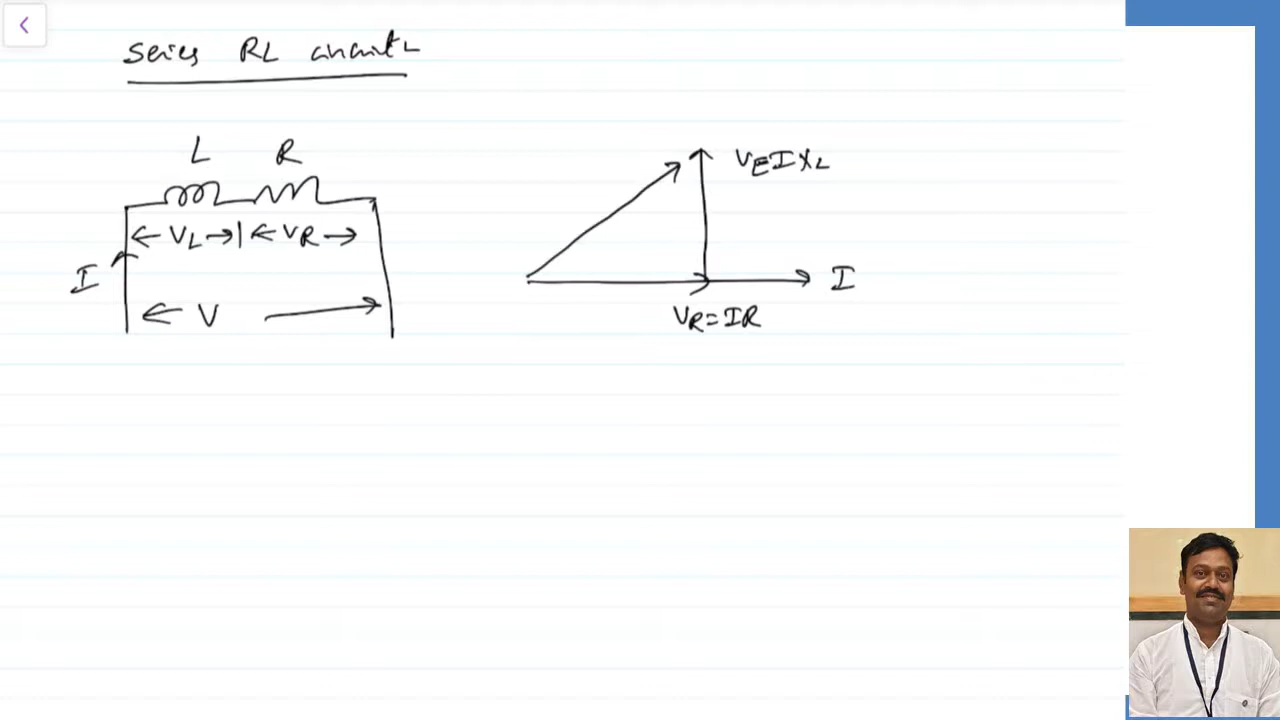 Series RL circuit
L R
VL VR
I
V
VL=IXL
I
VR=IR